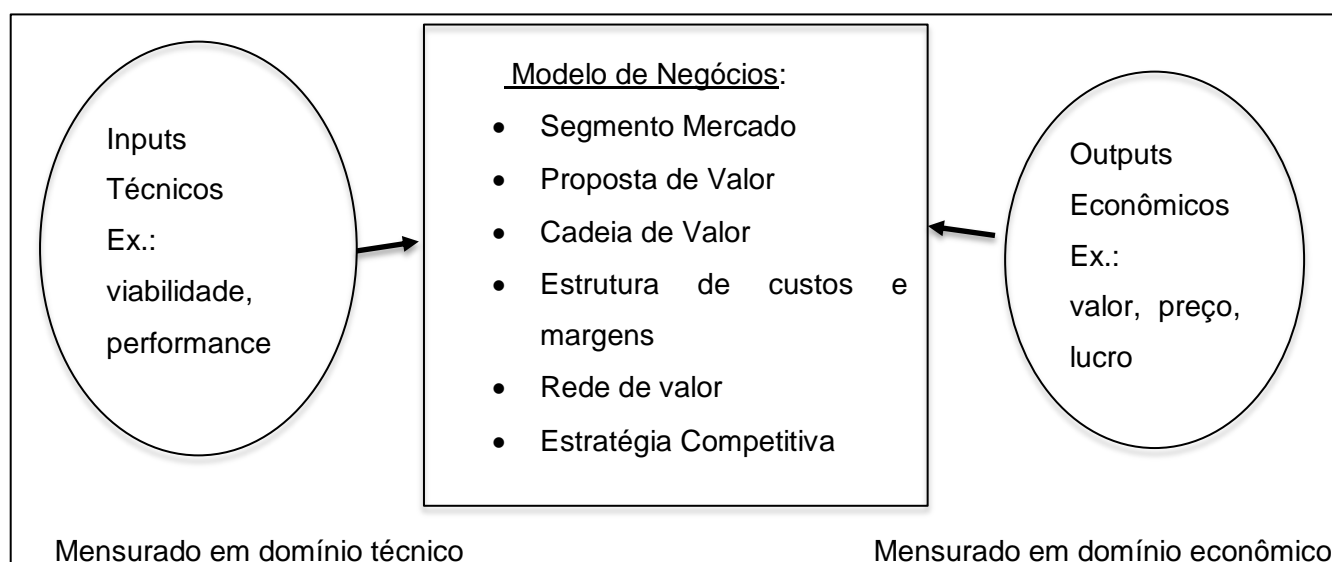 Inputs
Técnicos
Ex.:
viabilidade,
performance
Modelo de Negócios:
• Segmento Mercado
• Proposta de Valor
• Cadeia de Valor
• Estrutura de custos e
margens
• Rede de valor
• Estratégia Competitiva
Outputs
Econômicos
Ex.:
valor, preço,
lucro
Mensurado em domínio técnico
Mensurado em domínio econômico